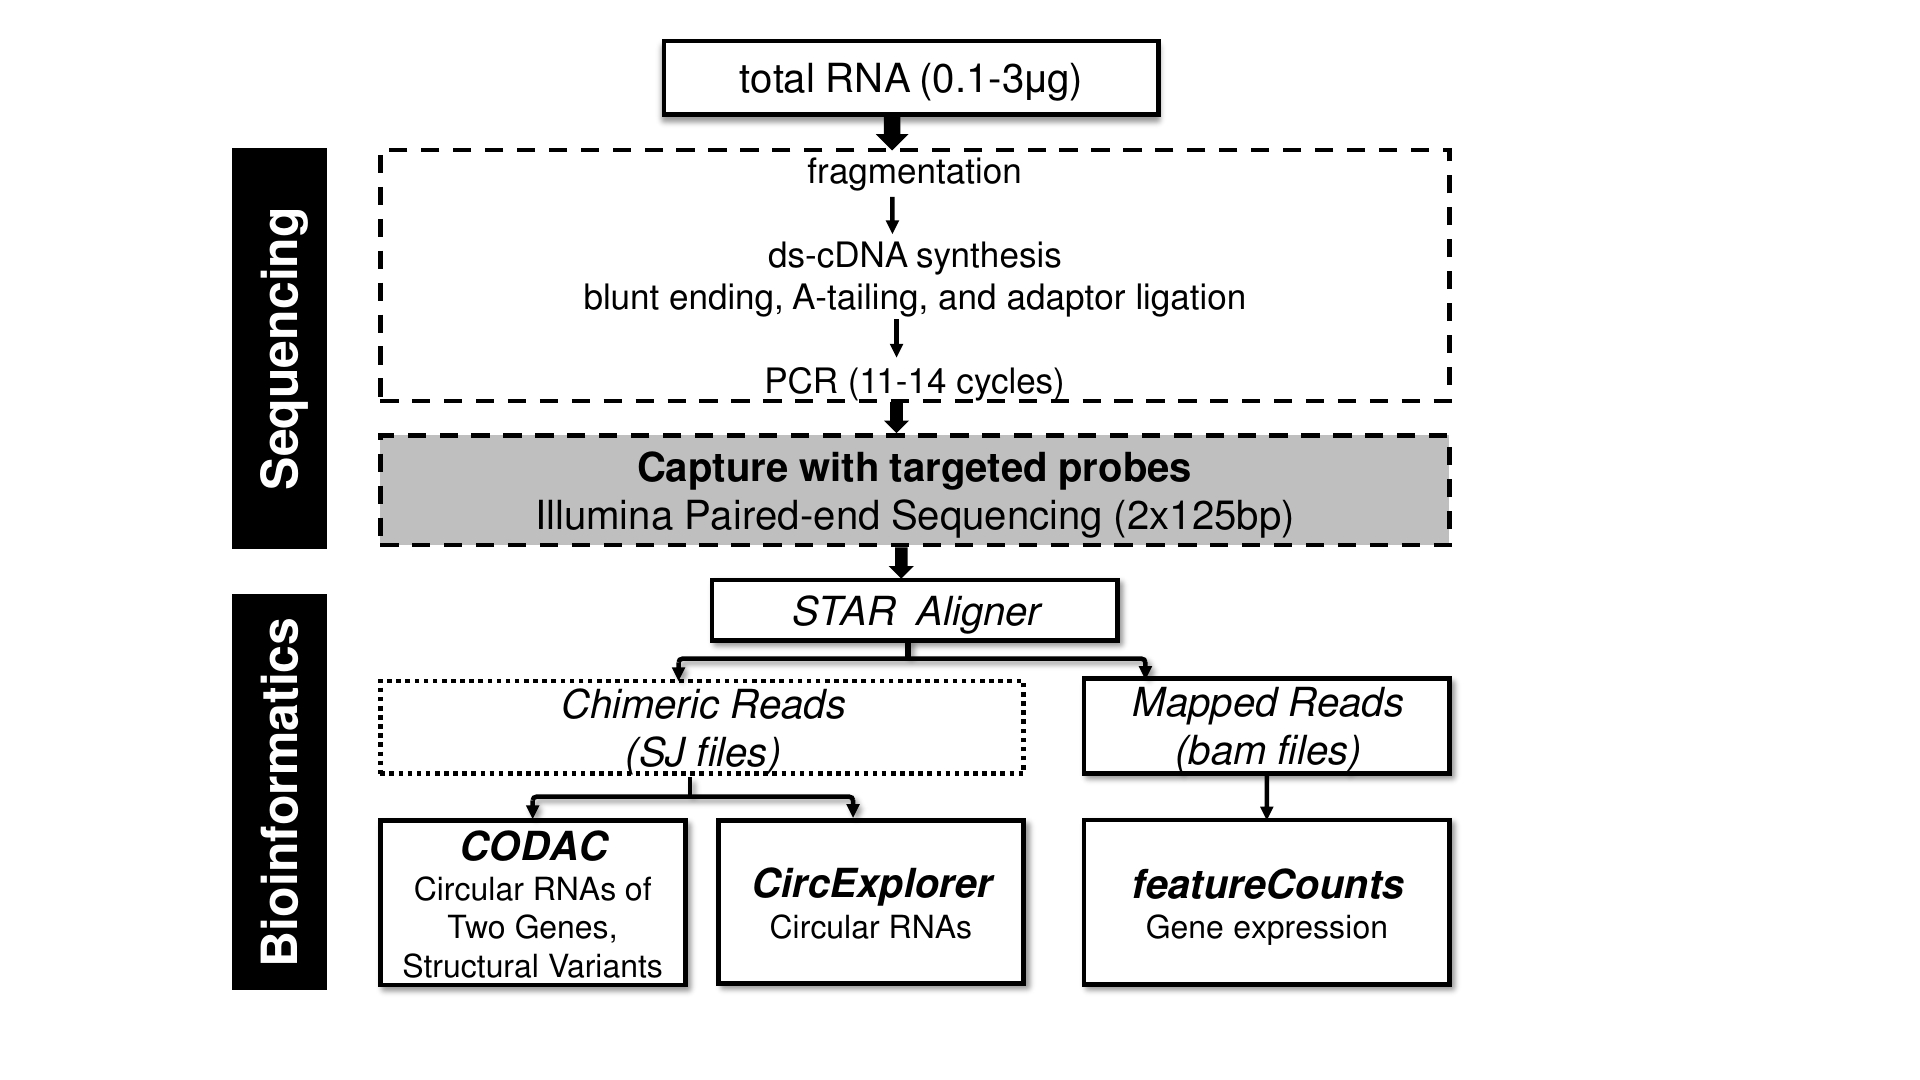 total RNA (0.1-3µg)
Sequencing
fragmentation
ds-cDNA synthesis
blunt ending, A-tailing, and adaptor ligation
PCR (11-14 cycles)
Capture with targeted probes
Illumina Paired-end Sequencing (2x125bp)
Bioinformatics
STAR Aligner
Chimeric Reads
(SJ files)
Mapped Reads
(bam files)
CODAC
Circular RNAs of
Two Genes,
Structural Variants
CircExplorer
Circular RNAs
featureCounts
Gene expression